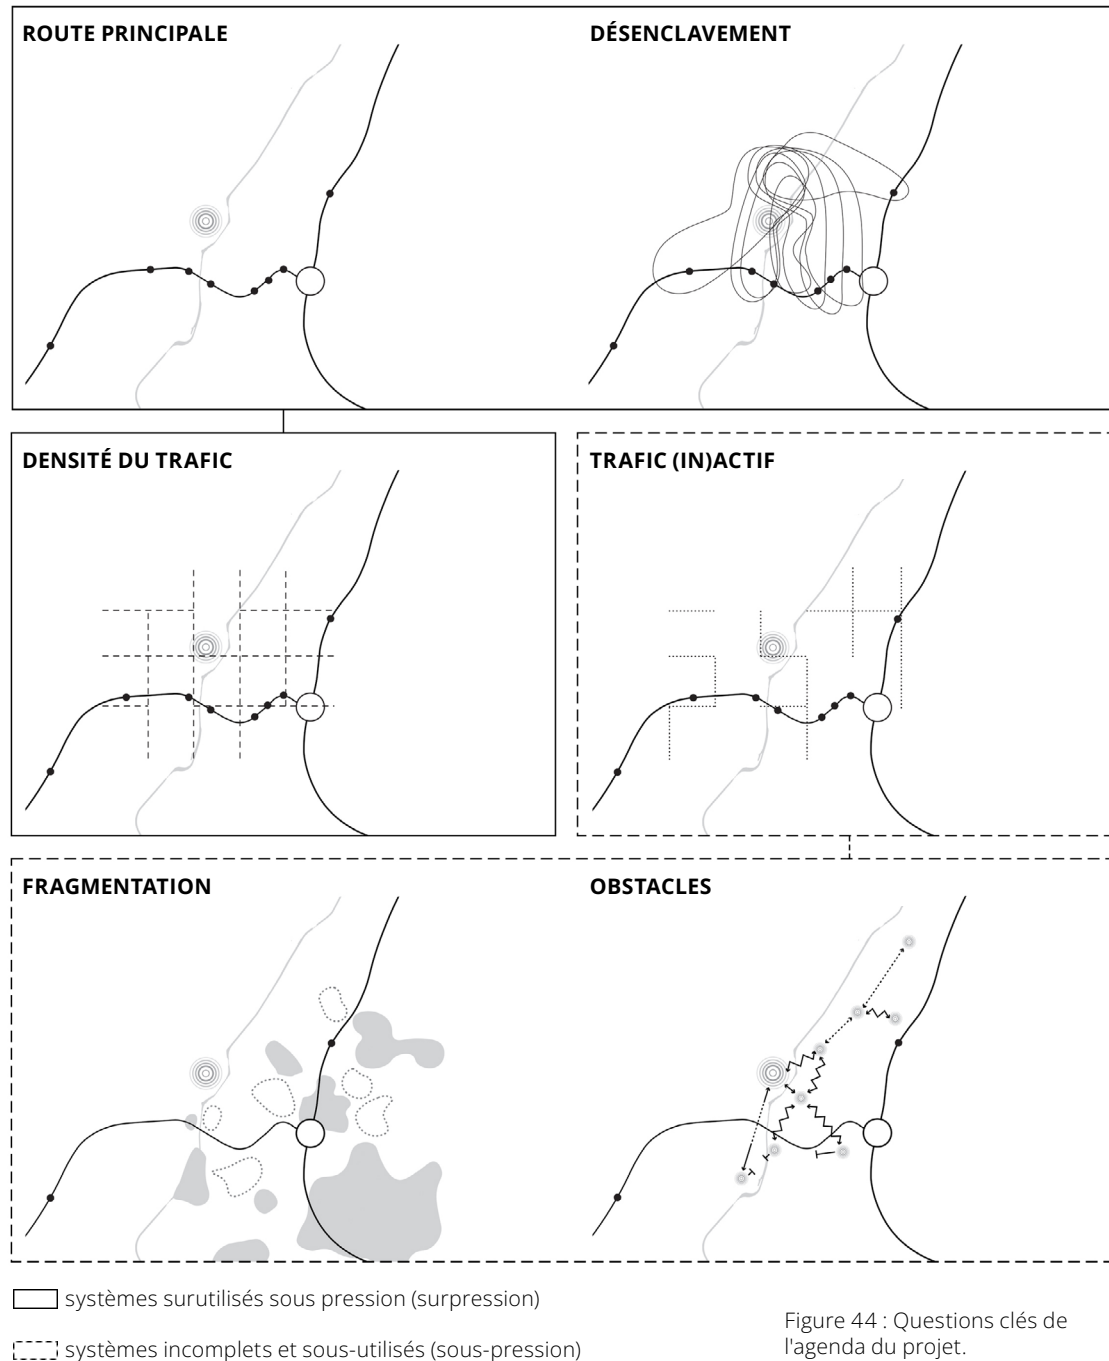 ROUTE PRINCIPALE
DÉSENCLAVEMENT
DENSITÉ DU TRAFIC
TRAFIC (IN)ACTIF
FRAGMENTATION
OBSTACLES
systèmes surutilisés sous pression (surpression)
systèmes incomplets et sous-utilisés (sous-pression)
Figure 44 : Questions clés de
l'agenda du projet.